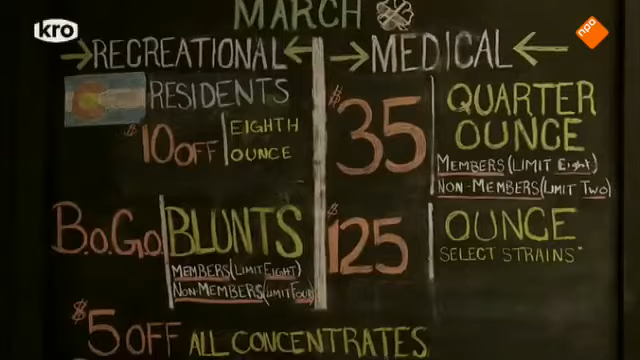 kro
npo
MARCH
RECREATIONAL
RESIDENTS
$10 OFF
EIGHTH
OUNCE
B.O.G.O.
BLUNTS
MEMBERS (LIMIT EIGHT)
NON-MEMBERS (LIMIT FOUR)
MEDICAL
$35
QUARTER
OUNCE
MEMBERS (LIMIT Eight)
NON-MEMBERS (LIMIT Two)
$125
OUNCE
SELECT STRAINS*
$5 OFF ALL CONCENTRATES